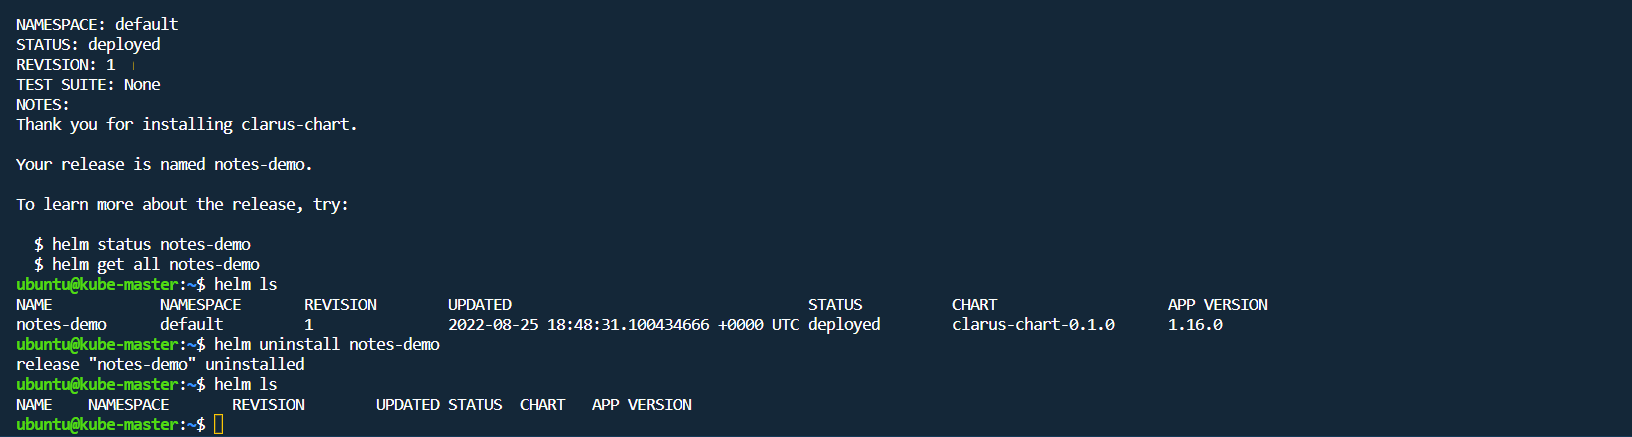 NAMESPACE: default
STATUS: deployed
REVISION: 1
TEST SUITE: None
NOTES:
Thank you for installing clarus-chart.
Your release is named notes-demo.
To learn more about the release, try:
$ helm status notes-demo
$ helm get all notes-demo
ubuntu@kube-master:~$ helm ls
NAME NAMESPACE REVISION UPDATED STATUS CHART APP VERSION
notes-demo default 1 2022-08-25 18:48:31.100434666 +0000 UTC deployed clarus-chart-0.1.0 1.16.0
ubuntu@kube-master:~$ helm uninstall notes-demo
release "notes-demo" uninstalled
ubuntu@kube-master:~$ helm ls
NAME NAMESPACE REVISION UPDATED STATUS CHART APP VERSION
ubuntu@kube-master:~$